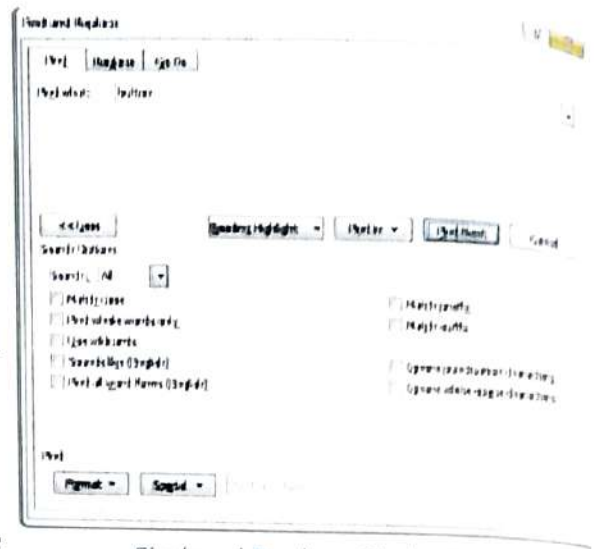 Find and Replace
Find Replace Go To
Find what: button
<< Less Reading Highlight Find In Find Next Cancel
Search Options
Search: All
Match case Match prefix
Find whole words only Match suffix
Use wildcards
Sounds like (English) Ignore punctuation characters
Find all word forms (English) Ignore white-space characters
Find
Format Special